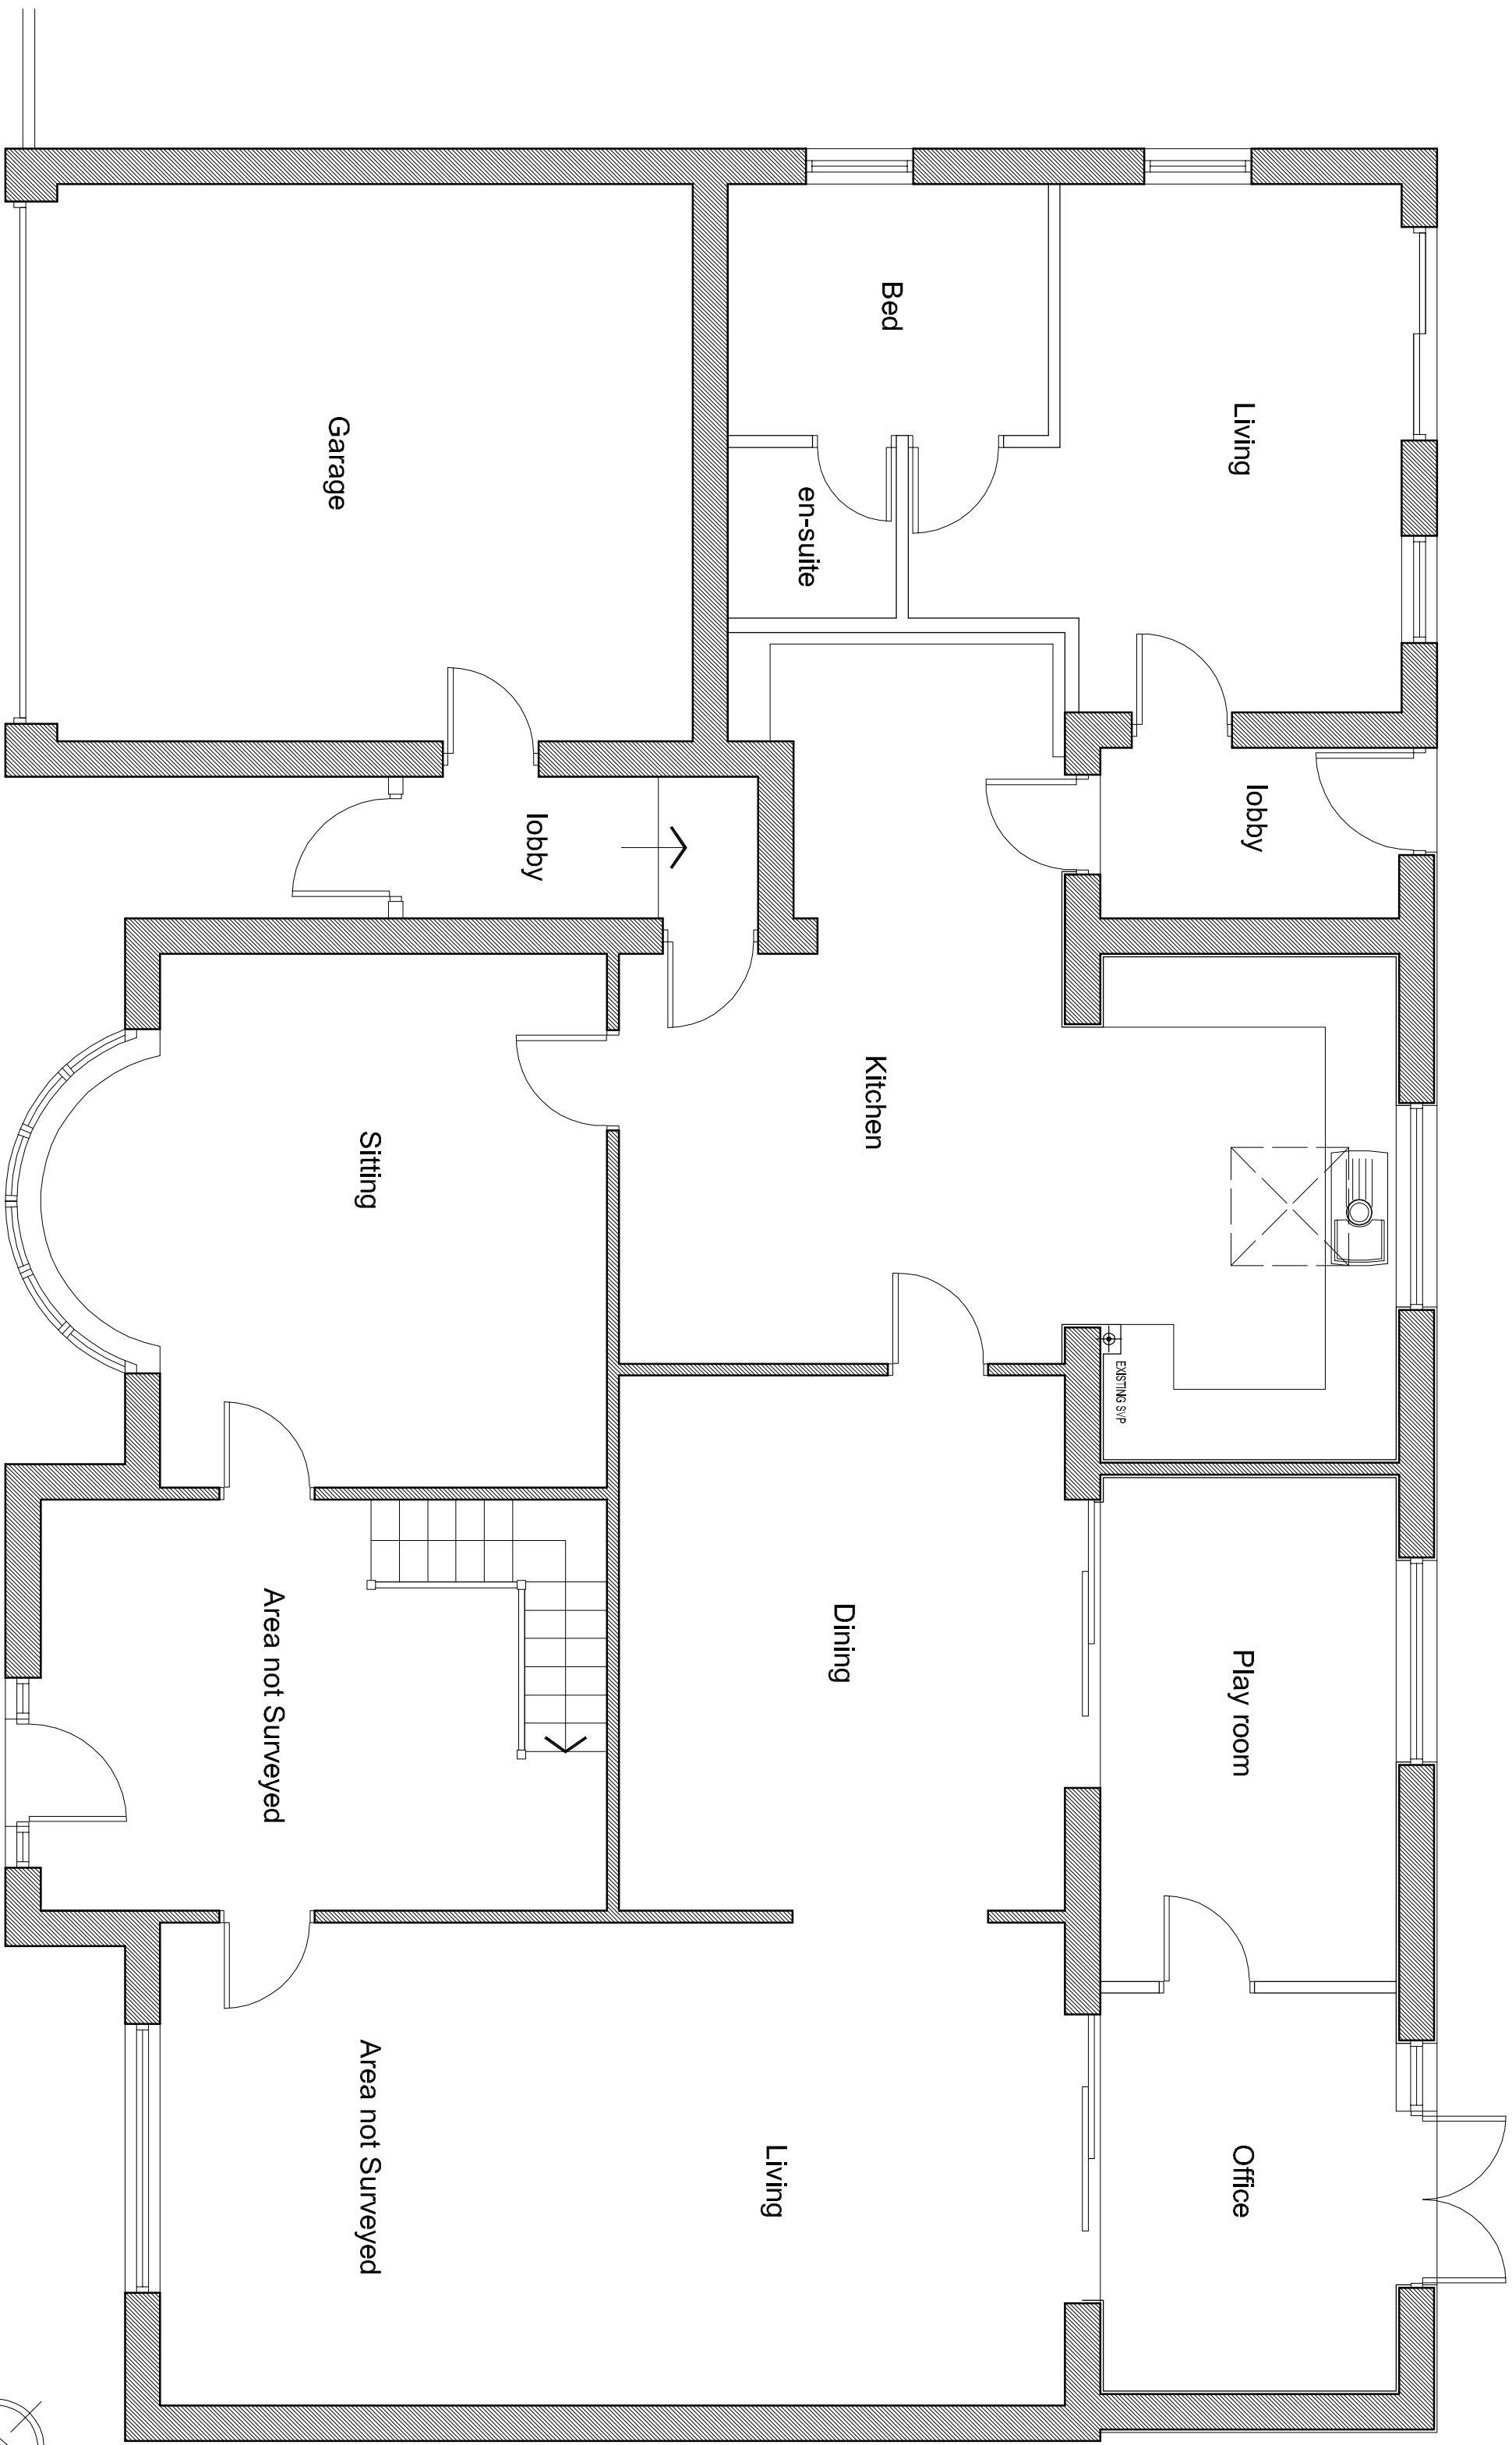 Living
lobby
Play room
Office
EXISTING SVP
Bed
en-suite
Kitchen
Dining
Living
lobby
Garage
Sitting
Area not Surveyed
Area not Surveyed